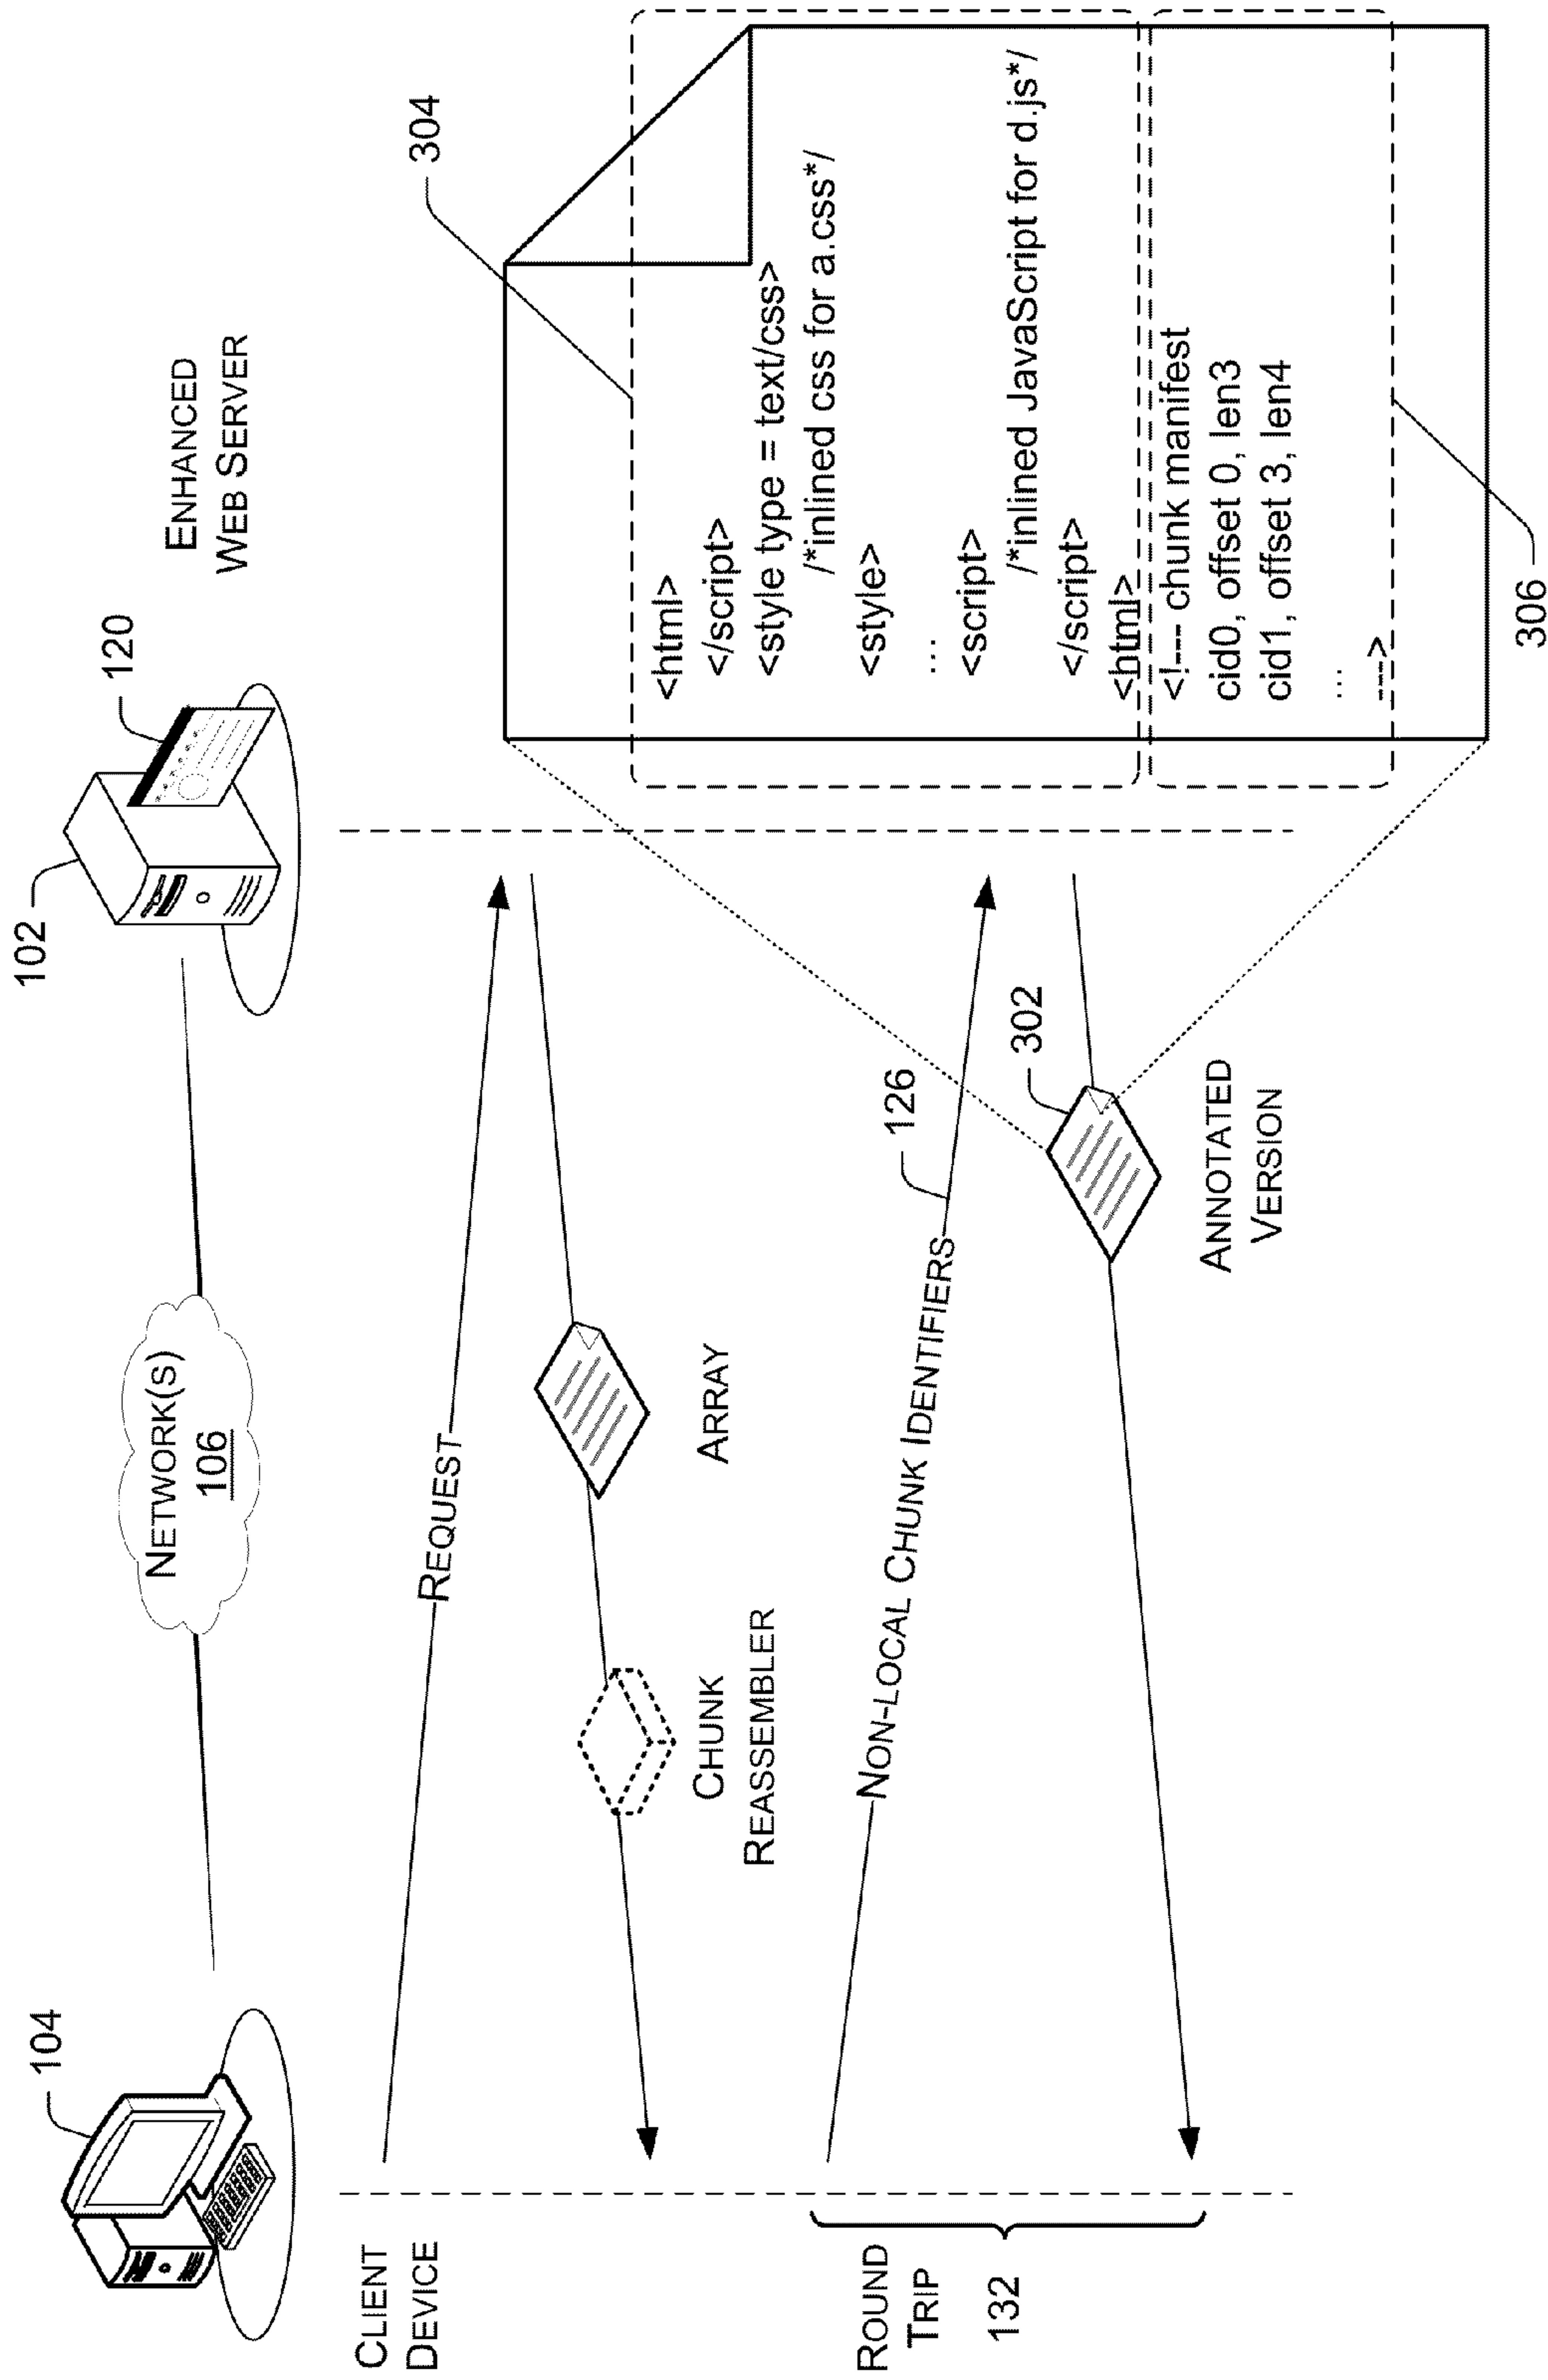 104
CLIENT
DEVICE
NETWORK(S)
106
102
120
ENHANCED
WEB SERVER
REQUEST
ARRAY
CHUNK
REASSEMBLER
NON-LOCAL CHUNK IDENTIFIERS
126
ROUND
TRIP
132
302
ANNOTATED
VERSION
304
<html>
</script>
<style type = text/css>
/*inlined css for a.css*/
<style>
...
<script>
/*inlined JavaScript for d.js*/
</script>
<html>
<!--- chunk manifest
cid0, offset 0, len3
cid1, offset 3, len4
...
--->
306